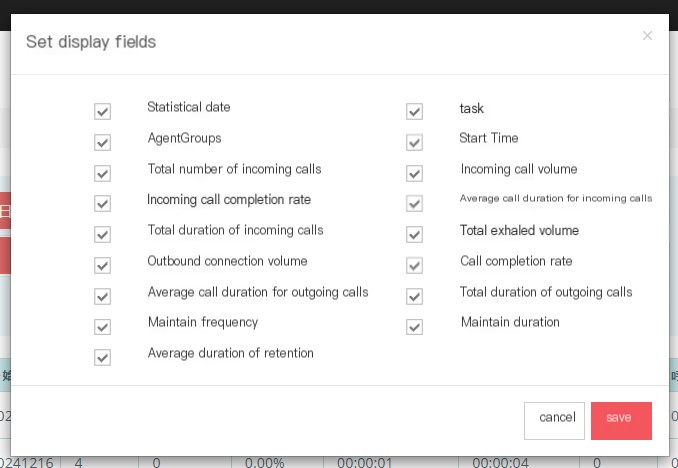 Set display fields
×
Statistical date
task
AgentGroups
Start Time
Total number of incoming calls
Incoming call volume
Incoming call completion rate
Average call duration for incoming calls
Total duration of incoming calls
Total exhaled volume
Outbound connection volume
Call completion rate
Average call duration for outgoing calls
Total duration of outgoing calls
Maintain frequency
Maintain duration
Average duration of retention
cancel
save
0241216 4 0 0.00% 00:00:01 00:00:04 0 0